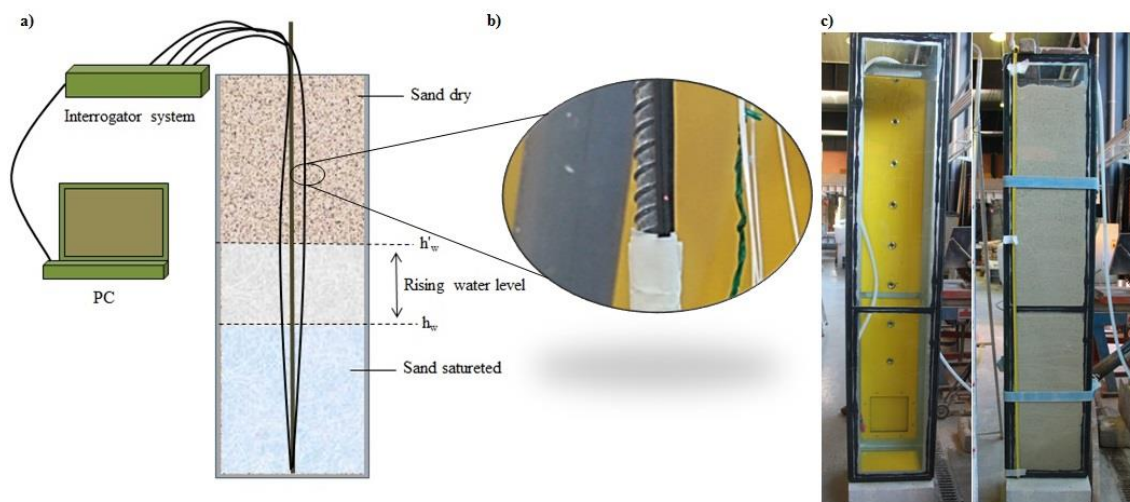 a)
b)
c)
Interrogator system
Sand dry
PC
h'w
Rising water level
hw
Sand satureted